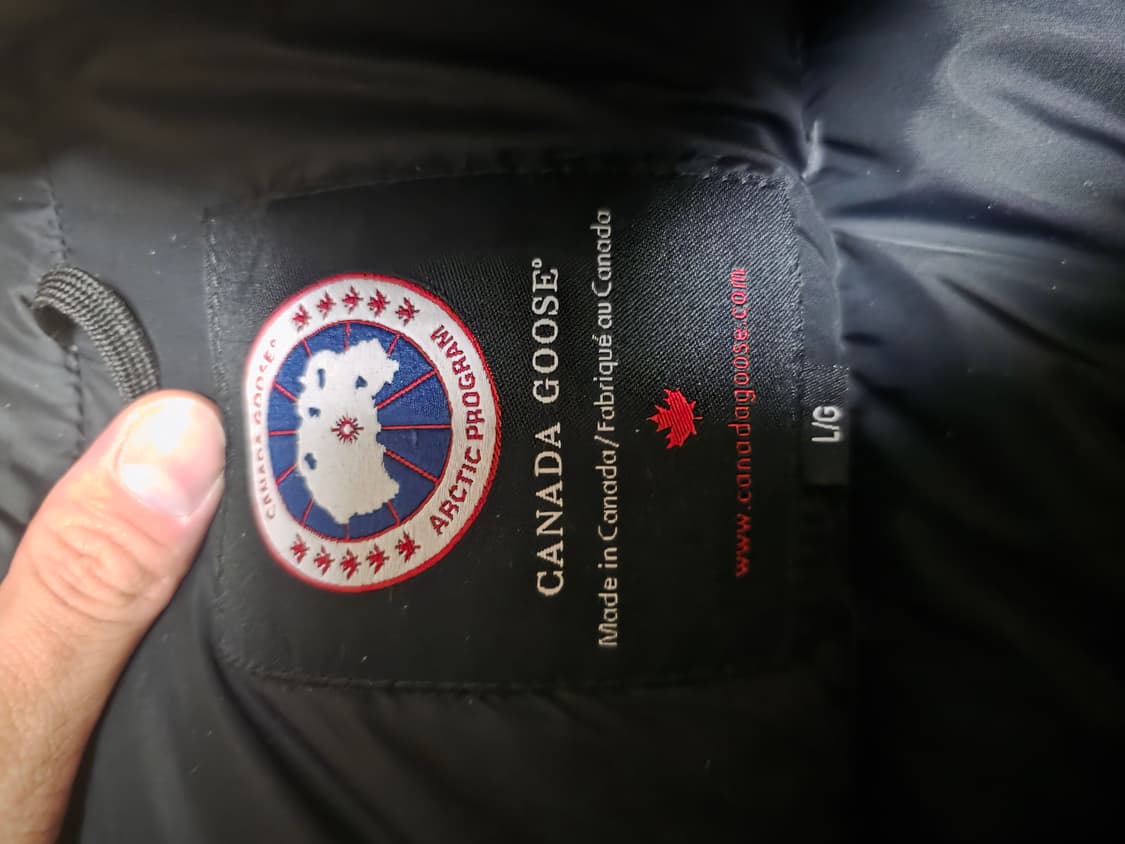 CANADA GOOSE®
ARCTIC PROGRAM
CANADA GOOSE®
Made in Canada/Fabriqué au Canada
www.canadagoose.com
L/G